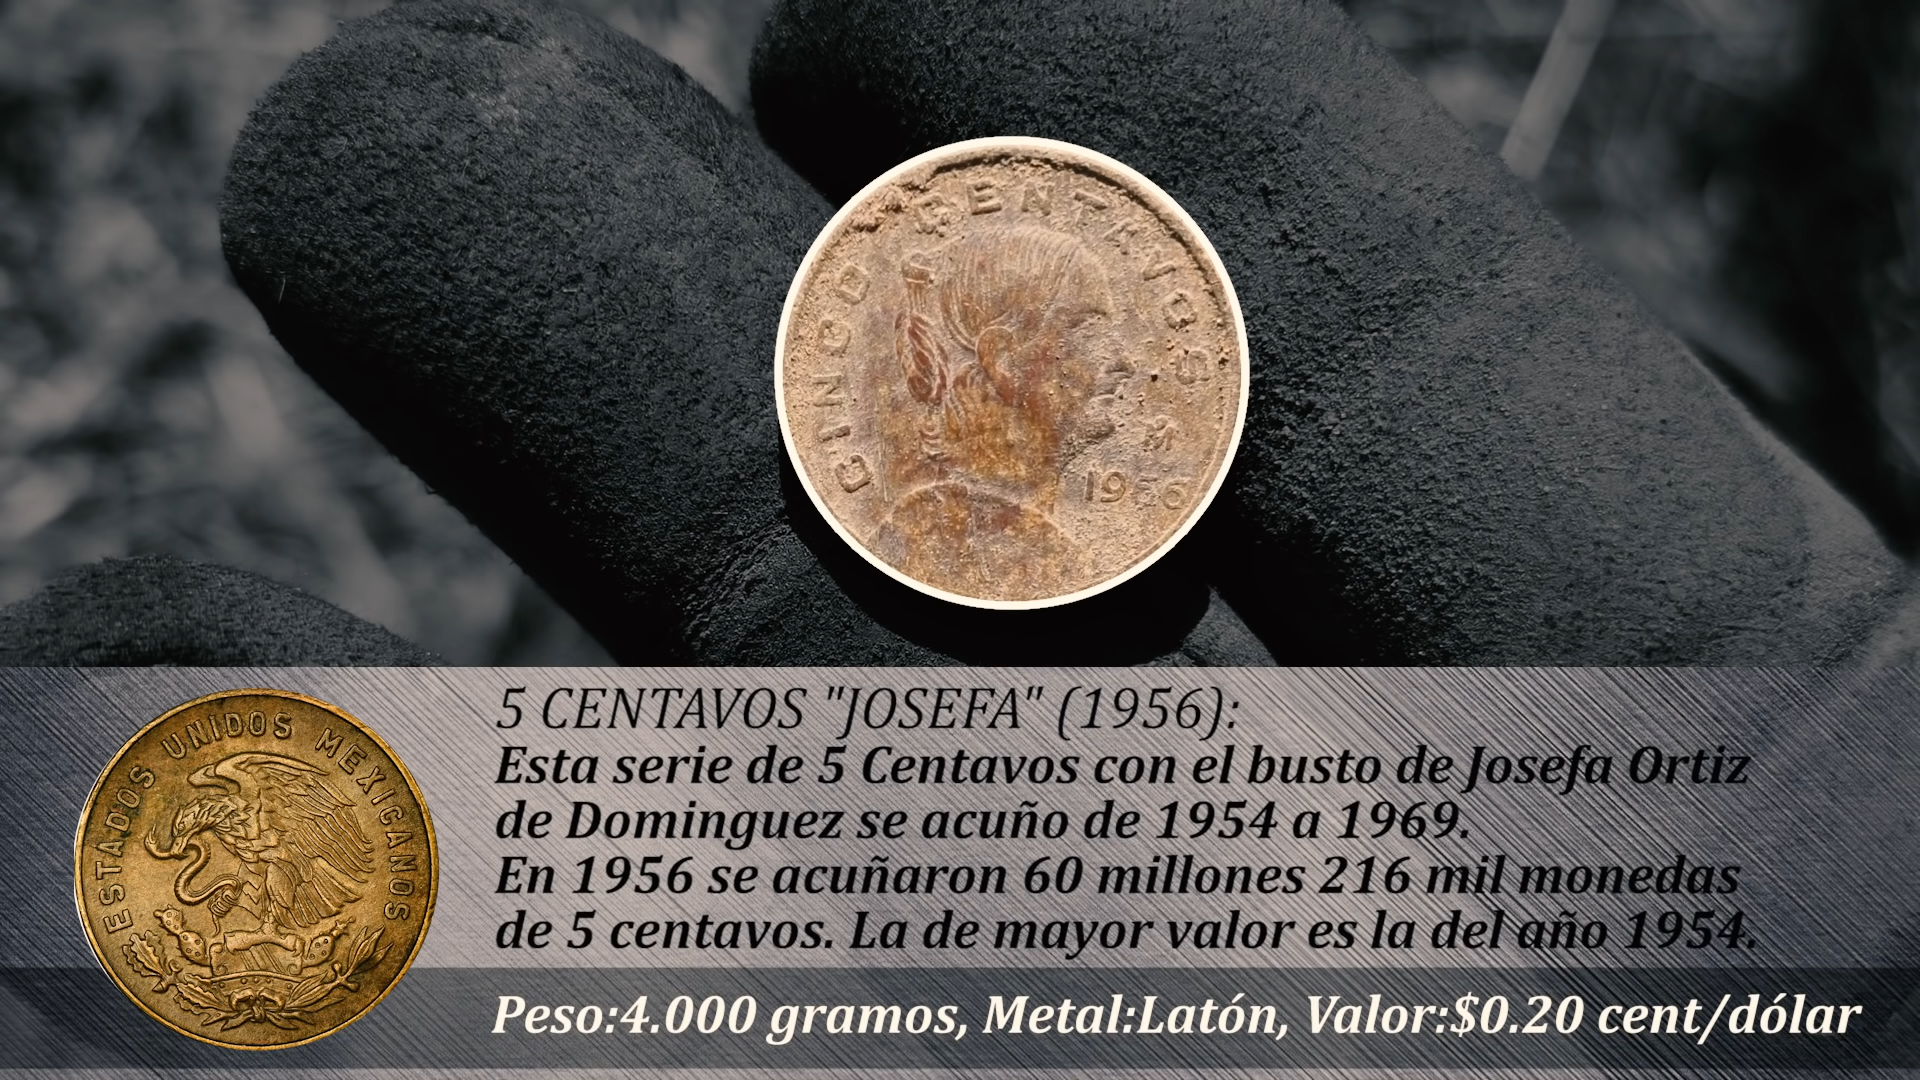 CINCO CENTAVOS
M
1956
ESTADOS UNIDOS MEXICANOS
5 CENTAVOS "JOSEFA" (1956):
Esta serie de 5 Centavos con el busto de Josefa Ortiz
de Dominguez se acuño de 1954 a 1969.
En 1956 se acuñaron 60 millones 216 mil monedas
de 5 centavos. La de mayor valor es la del año 1954.
Peso:4.000 gramos, Metal:Latón, Valor:$0.20 cent/dólar